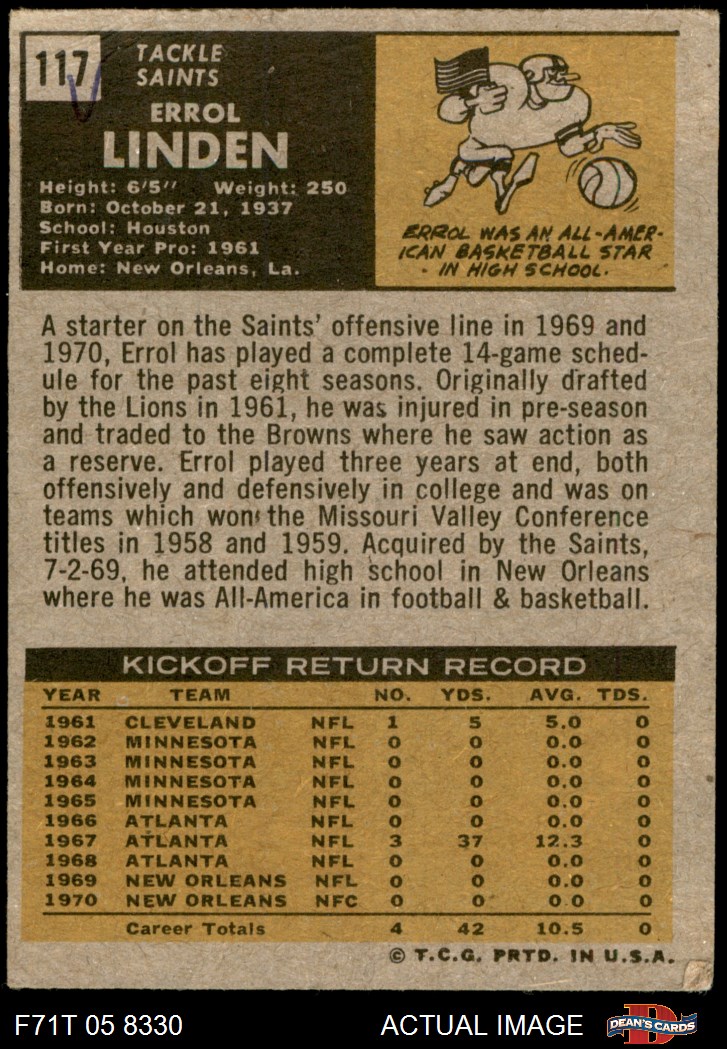 117
TACKLE
SAINTS
ERROL
LINDEN
Height: 6'5" Weight: 250
Born: October 21, 1937
School: Houston
First Year Pro: 1961
Home: New Orleans, La.
ERROL WAS AN ALL-AMER-
ICAN BASKETBALL STAR
IN HIGH SCHOOL.
A starter on the Saints' offensive line in 1969 and
1970, Errol has played a complete 14-game sched-
ule for the past eight seasons. Originally drafted
by the Lions in 1961, he was injured in pre-season
and traded to the Browns where he saw action as
a reserve. Errol played three years at end, both
offensively and defensively in college and was on
teams which won the Missouri Valley Conference
titles in 1958 and 1959. Acquired by the Saints,
7-2-69, he attended high school in New Orleans
where he was All-America in football & basketball.
KICKOFF RETURN RECORD
YEAR TEAM NO. YDS. AVG. TDS.
1961 CLEVELAND NFL 1 5 5.0 0
1962 MINNESOTA NFL 0 0 0.0 0
1963 MINNESOTA NFL 0 0 0.0 0
1964 MINNESOTA NFL 0 0 0.0 0
1965 MINNESOTA NFL 0 0 0.0 0
1966 ATLANTA NFL 0 0 0.0 0
1967 ATLANTA NFL 3 37 12.3 0
1968 ATLANTA NFL 0 0 0.0 0
1969 NEW ORLEANS NFL 0 0 0.0 0
1970 NEW ORLEANS NFC 0 0 0.0 0
Career Totals 4 42 10.5 0
© T.C.G. PRTD. IN U.S.A.
F71T 05 8330 ACTUAL IMAGE
D
DEAN'S CARDS